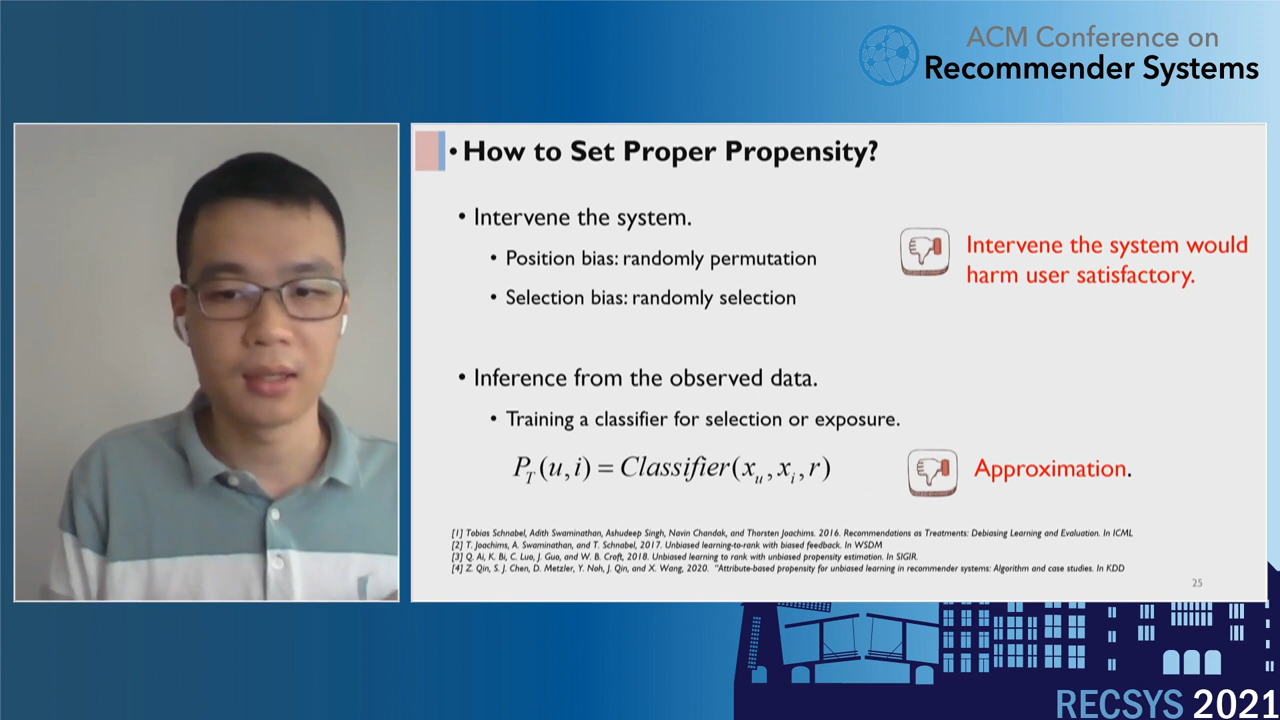 ACM Conference on
Recommender Systems
• How to Set Proper Propensity?
• Intervene the system.
• Position bias: randomly permutation
• Selection bias: randomly selection
Intervene the system would
harm user satisfactory.
• Inference from the observed data.
• Training a classifier for selection or exposure.
P_T(u,i) = Classifier(x_u, x_i, r)
Approximation.
[1] Tobias Schnabel, Adith Swaminathan, Ashudeep Singh, Navin Chandak, and Thorsten Joachims. 2016. Recommendations as Treatments: Debiasing Learning and Evaluation. In ICML
[2] T. Joachims, A. Swaminathan, and T. Schnabel, 2017. Unbiased learning-to-rank with biased feedback. In WSDM
[3] Q. Ai, K. Bi, C. Luo, J. Guo, and W. B. Croft, 2018. Unbiased learning to rank with unbiased propensity estimation. In SIGIR.
[4] Z. Qin, S. J. Chen, D. Metzler, Y. Noh, J. Qin, and X. Wang, 2020. "Attribute-based propensity for unbiased learning in recommender systems: Algorithm and case studies. In KDD
25
RECSYS 2021